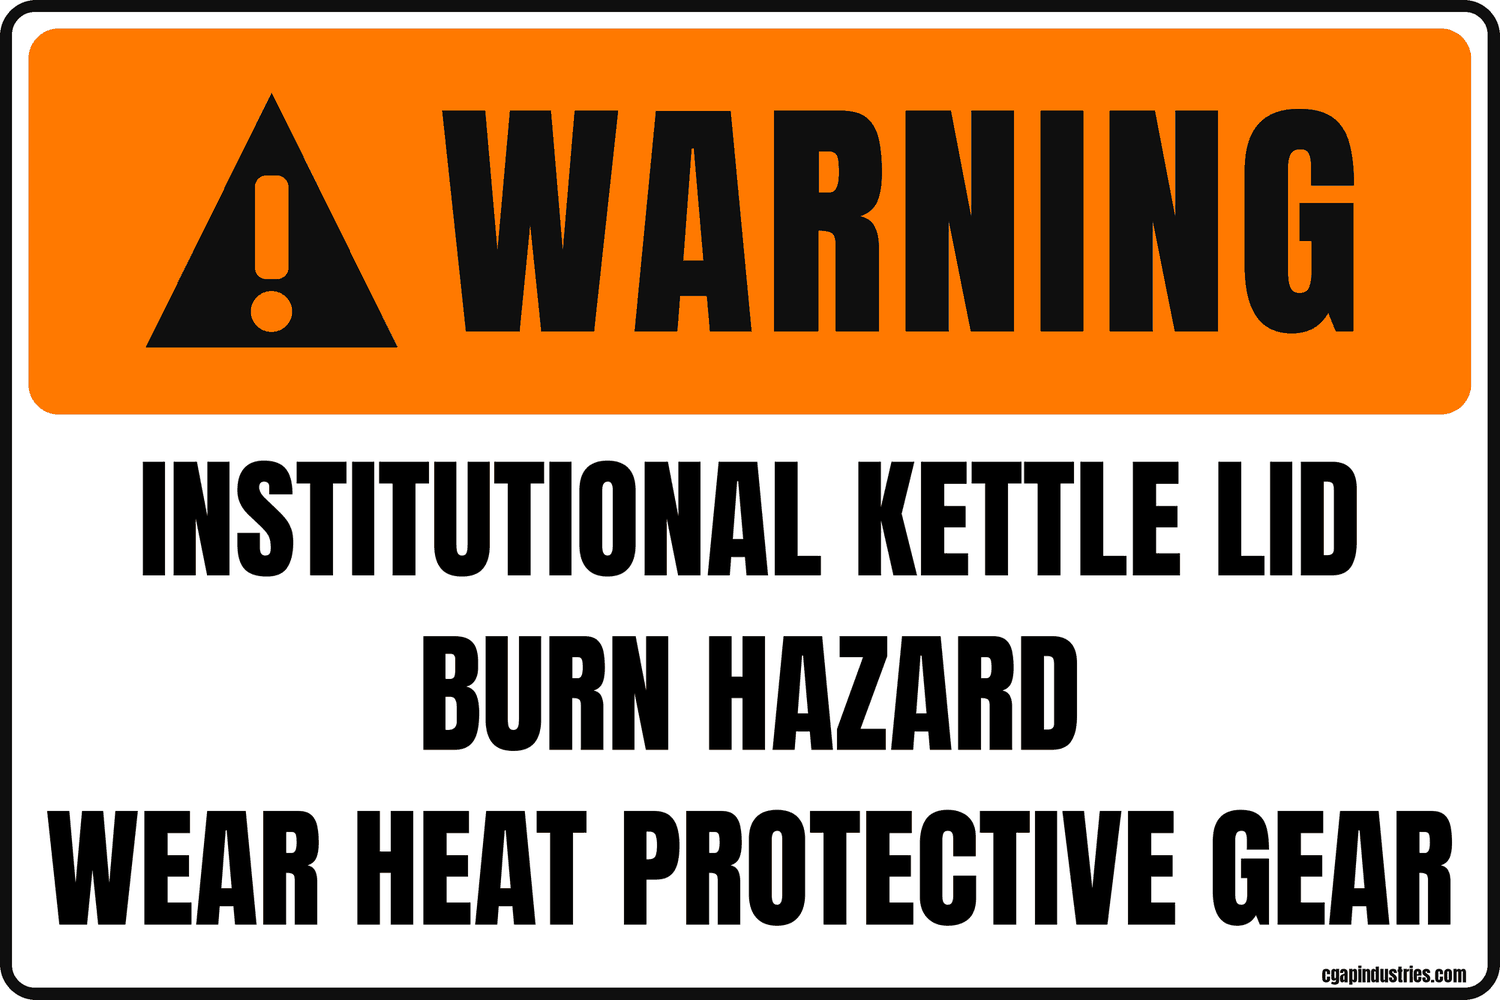 WARNING
INSTITUTIONAL KETTLE LID
BURN HAZARD
WEAR HEAT PROTECTIVE GEAR
cgapindustries.com